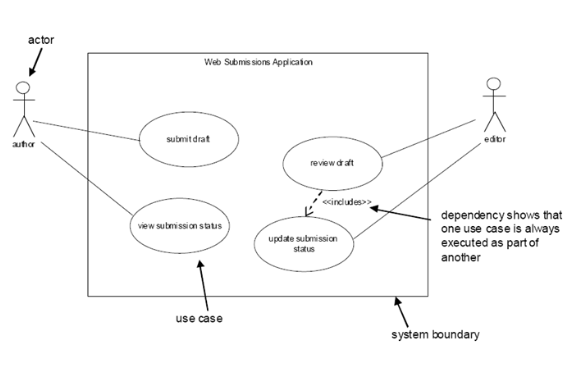 actor
Web Submissions Application
author
submit draft
editor
review draft
<<includes>>
view submission status
update submission
status
dependency shows that
one use case is always
executed as part of
another
use case
system boundary